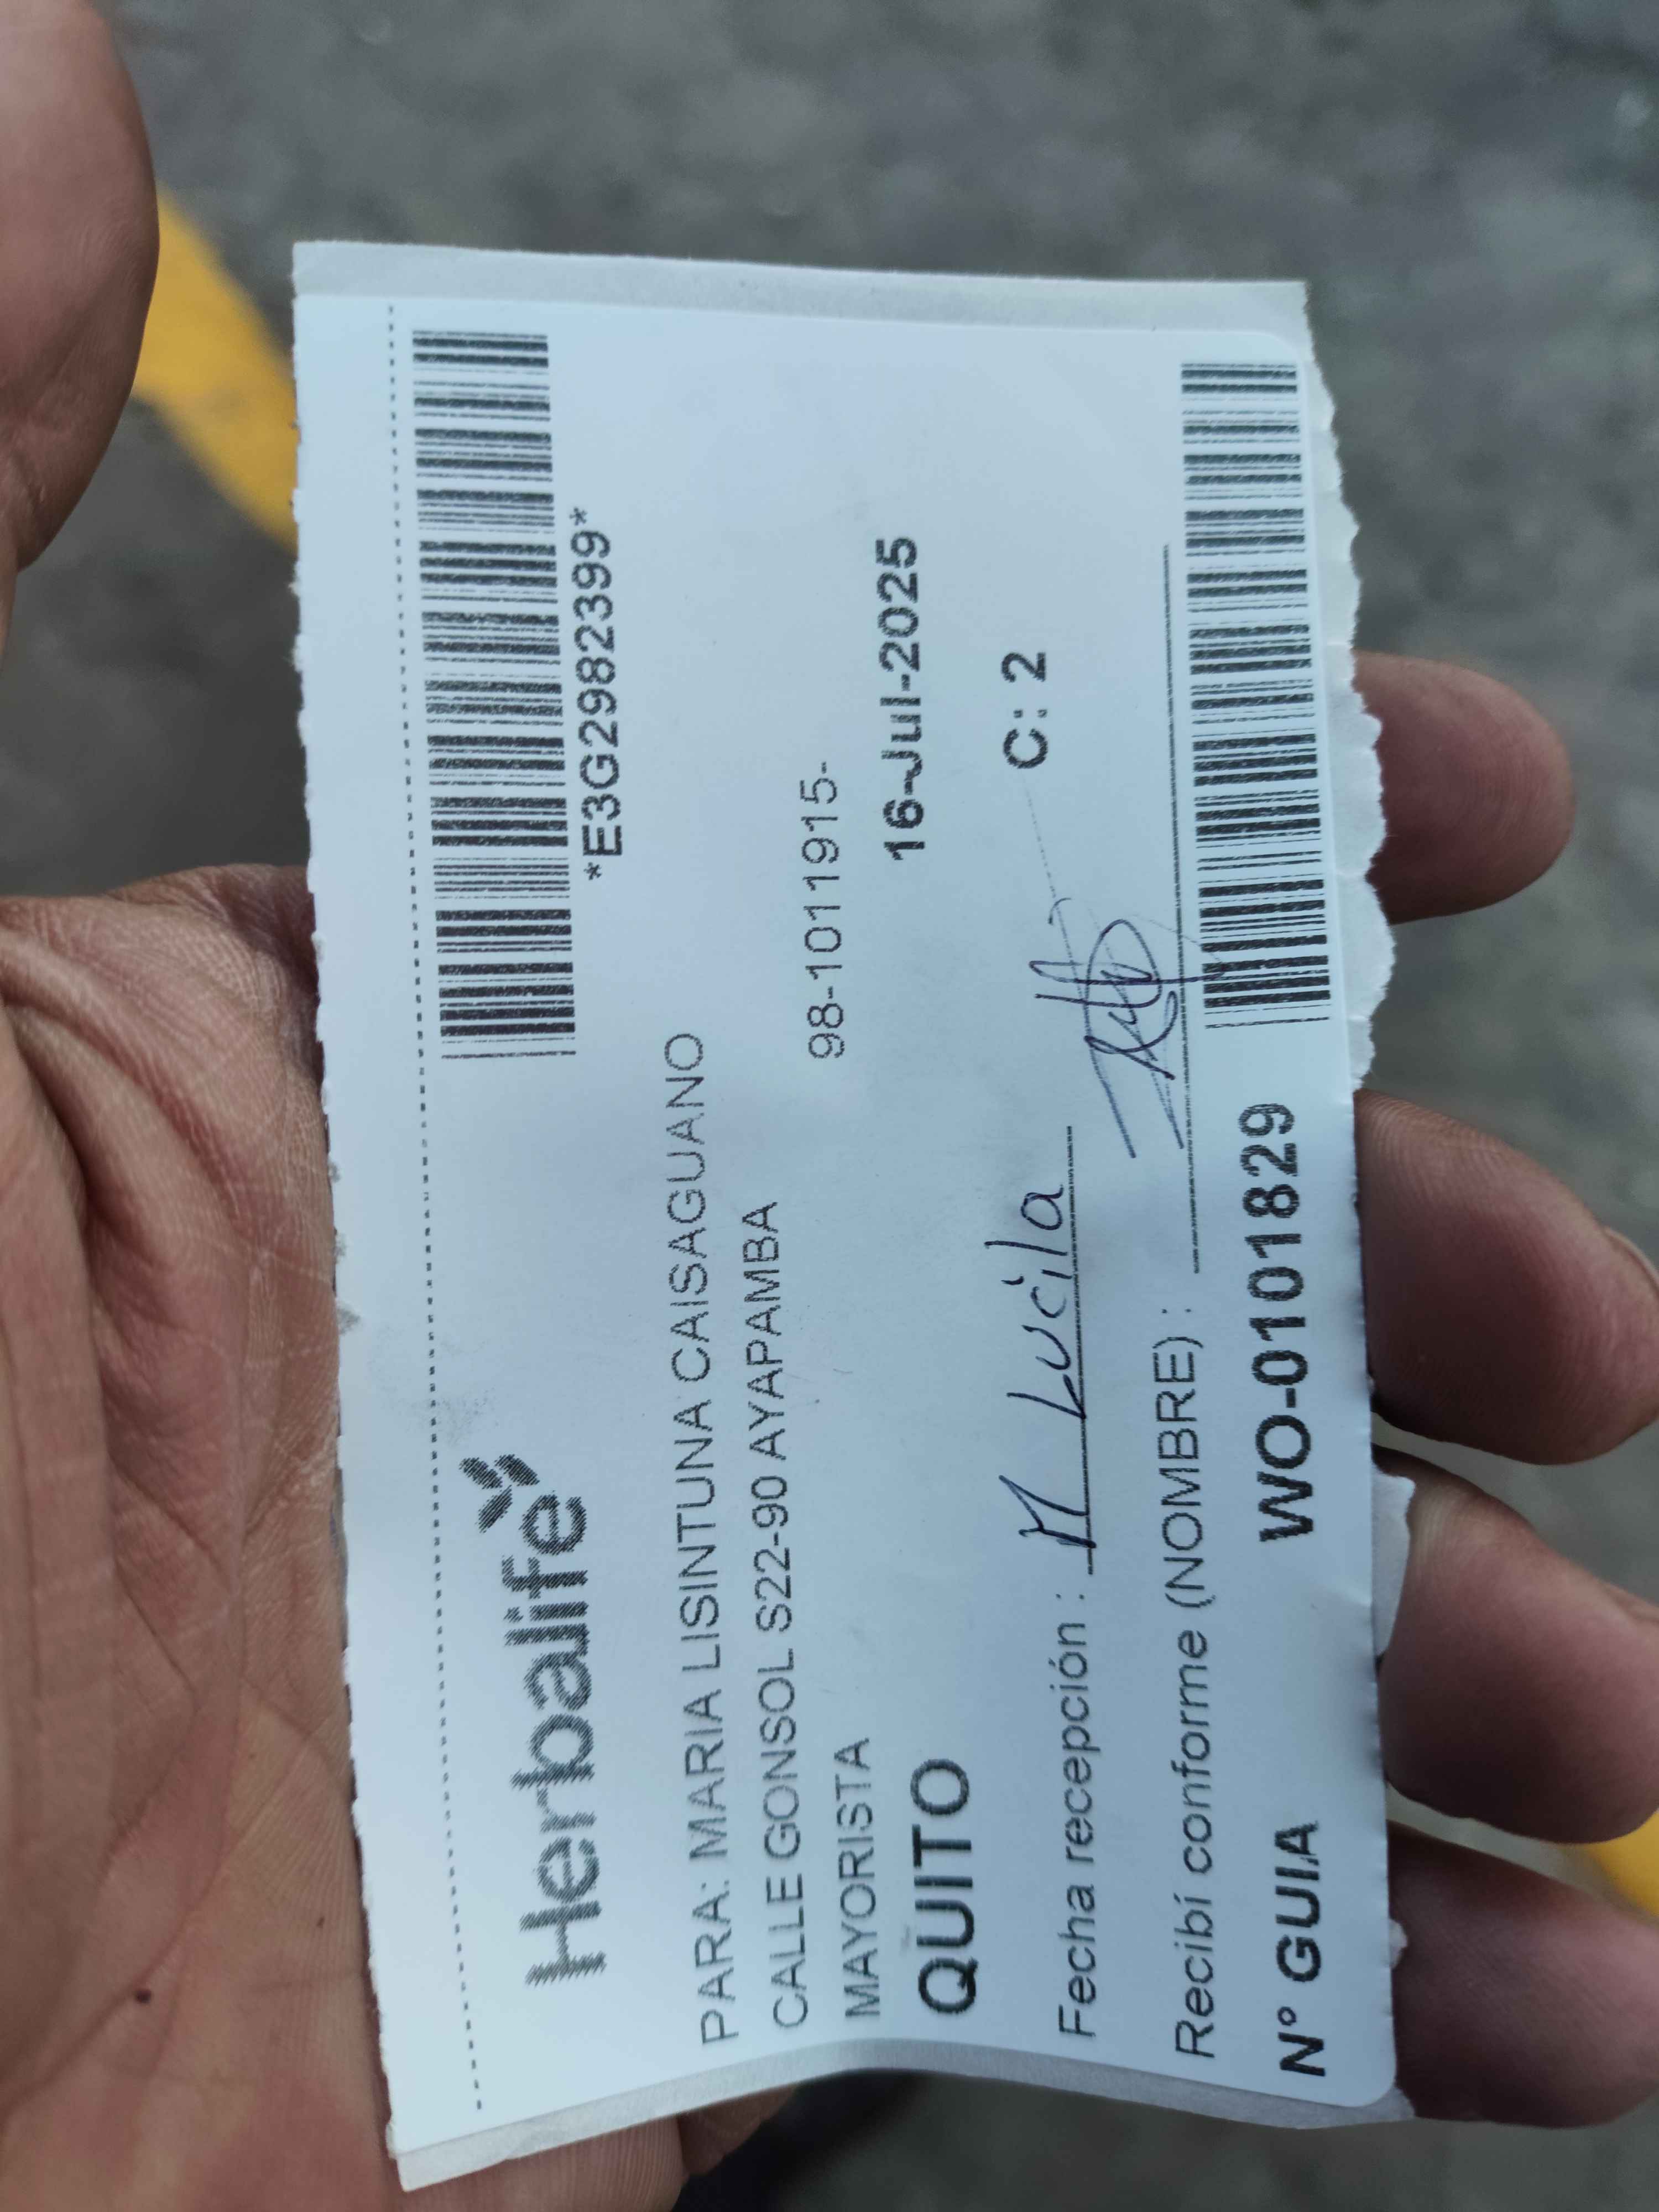 Herbalife
*E3G2982399*
PARA: MARIA LISINTUNA CAISAGUANO
CALLE GONSOL S22-90 AYAPAMBA
MAYORISTA
98-1011915-
QUITO
16-Jul-2025
Fecha recepción : M Lucila
C: 2
Recibí conforme (NOMBRE) :
N° GUIA WO-0101829